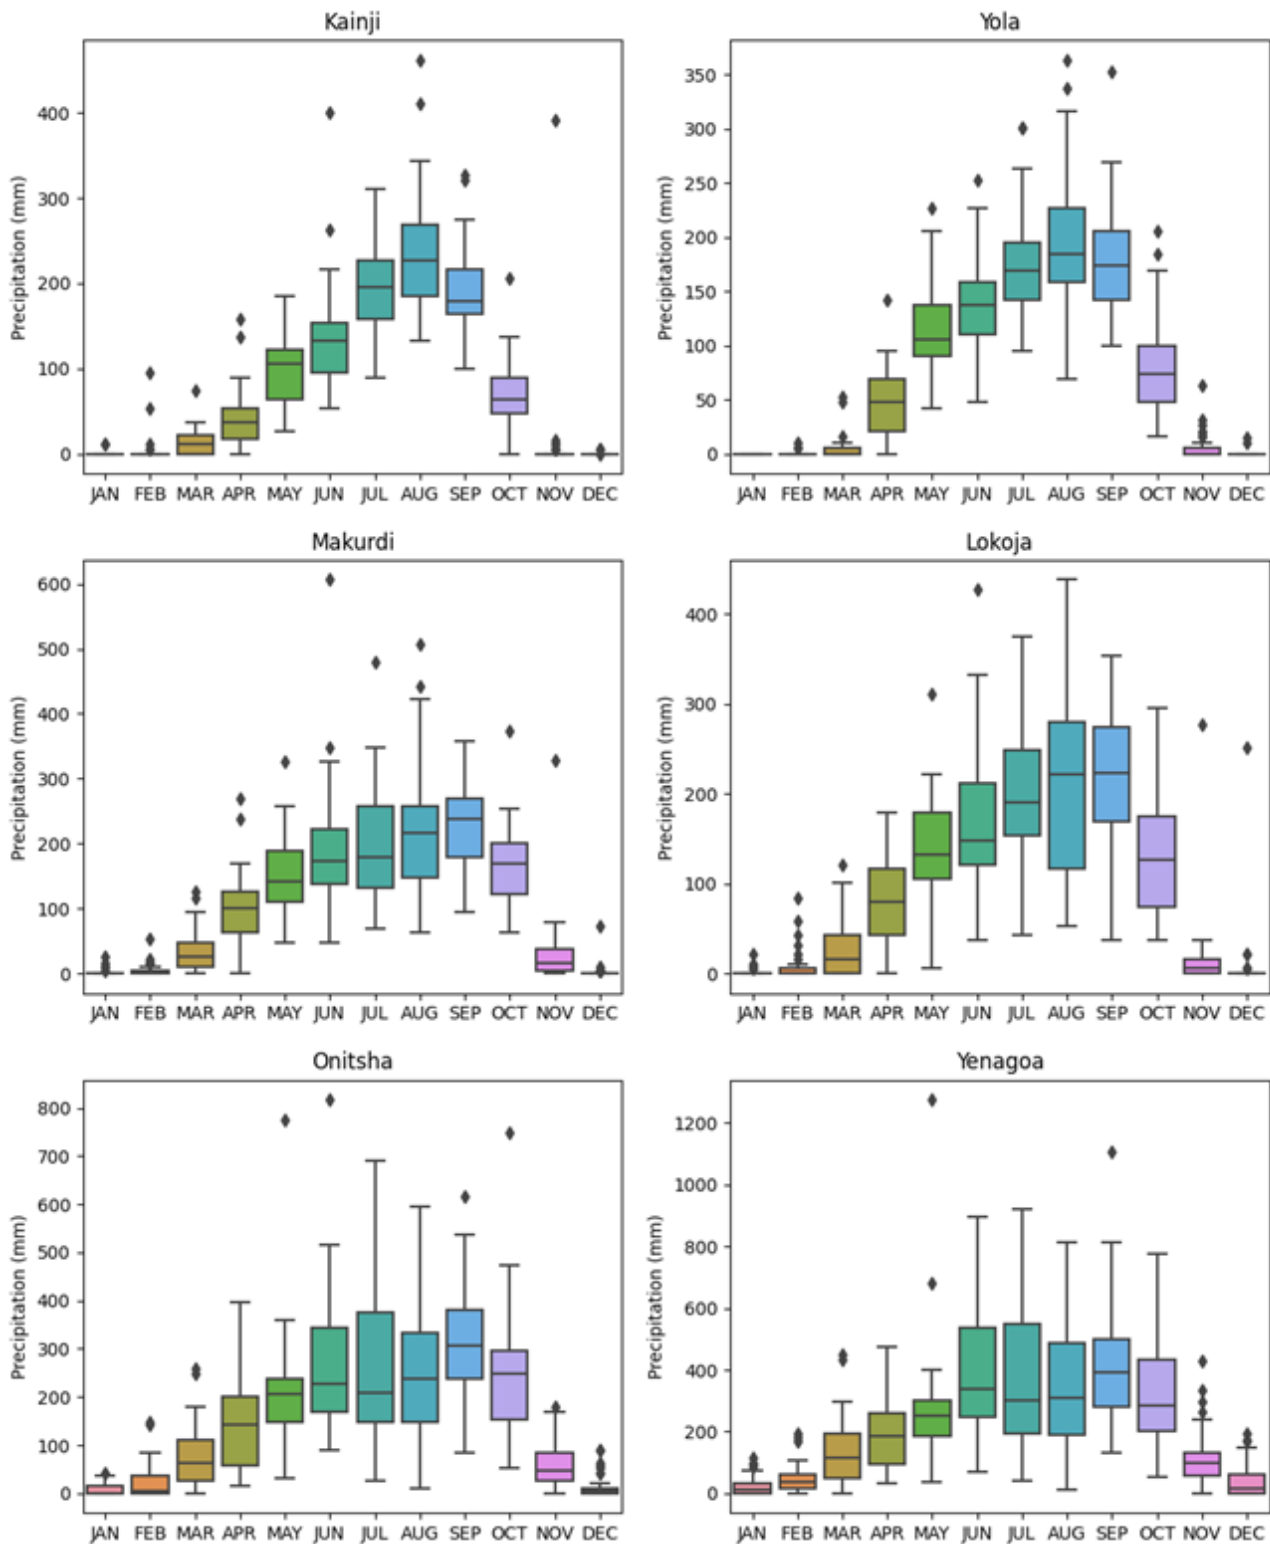 Kainji
Precipitation (mm)
400
300
200
100
0
JAN FEB MAR APR MAY JUN JUL AUG SEP OCT NOV DEC
Yola
Precipitation (mm)
350
300
250
200
150
100
50
0
JAN FEB MAR APR MAY JUN JUL AUG SEP OCT NOV DEC
Makurdi
Precipitation (mm)
600
500
400
300
200
100
0
JAN FEB MAR APR MAY JUN JUL AUG SEP OCT NOV DEC
Lokoja
Precipitation (mm)
400
300
200
100
0
JAN FEB MAR APR MAY JUN JUL AUG SEP OCT NOV DEC
Onitsha
Precipitation (mm)
800
700
600
500
400
300
200
100
0
JAN FEB MAR APR MAY JUN JUL AUG SEP OCT NOV DEC
Yenagoa
Precipitation (mm)
1200
1000
800
600
400
200
0
JAN FEB MAR APR MAY JUN JUL AUG SEP OCT NOV DEC